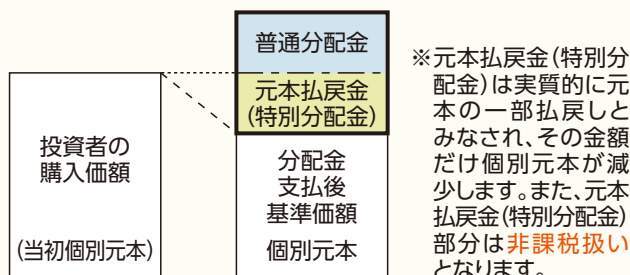 普通分配金
元本払戻金
(特別分配金)
投資者の
購入価額
(当初個別元本)
分配金
支払後
基準価額
個別元本
※元本払戻金(特別分
配金)は実質的に元
本の一部払戻しと
みなされ、その金額
だけ個別元本が減
少します。また、元本
払戻金(特別分配金)
部分は非課税扱い
となります。